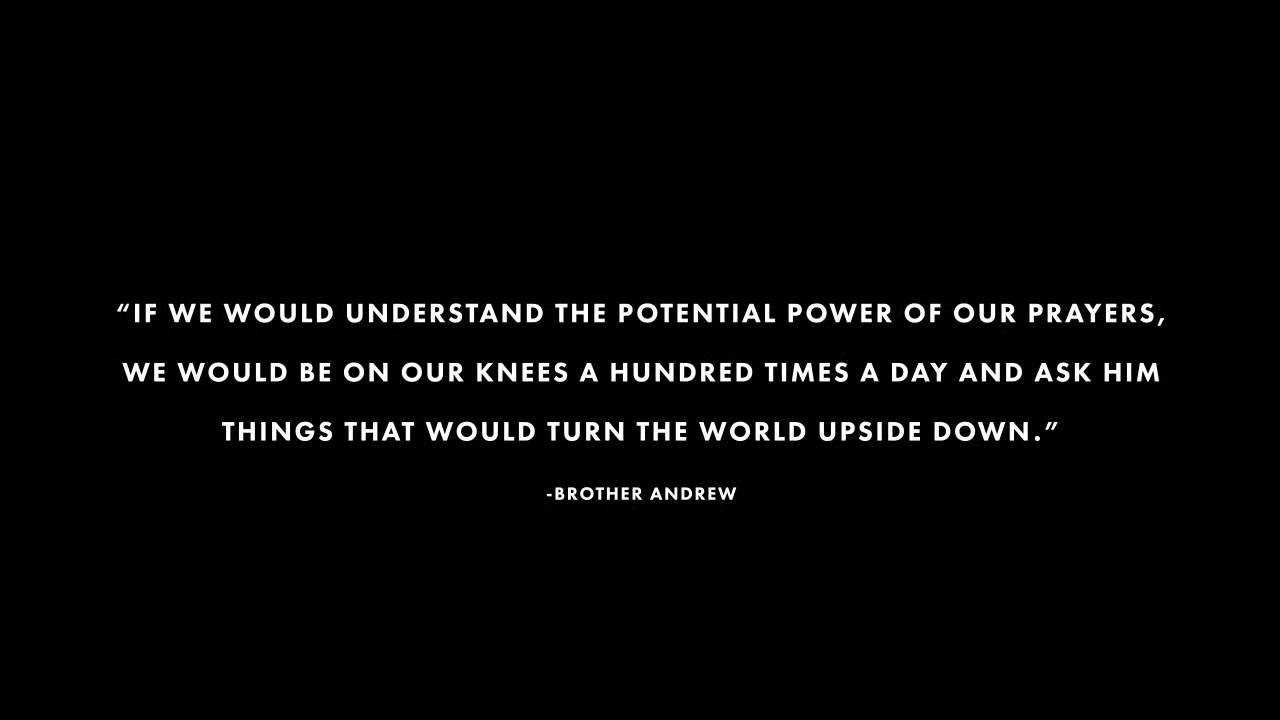 “IF WE WOULD UNDERSTAND THE POTENTIAL POWER OF OUR PRAYERS,
WE WOULD BE ON OUR KNEES A HUNDRED TIMES A DAY AND ASK HIM
THINGS THAT WOULD TURN THE WORLD UPSIDE DOWN.”
-BROTHER ANDREW